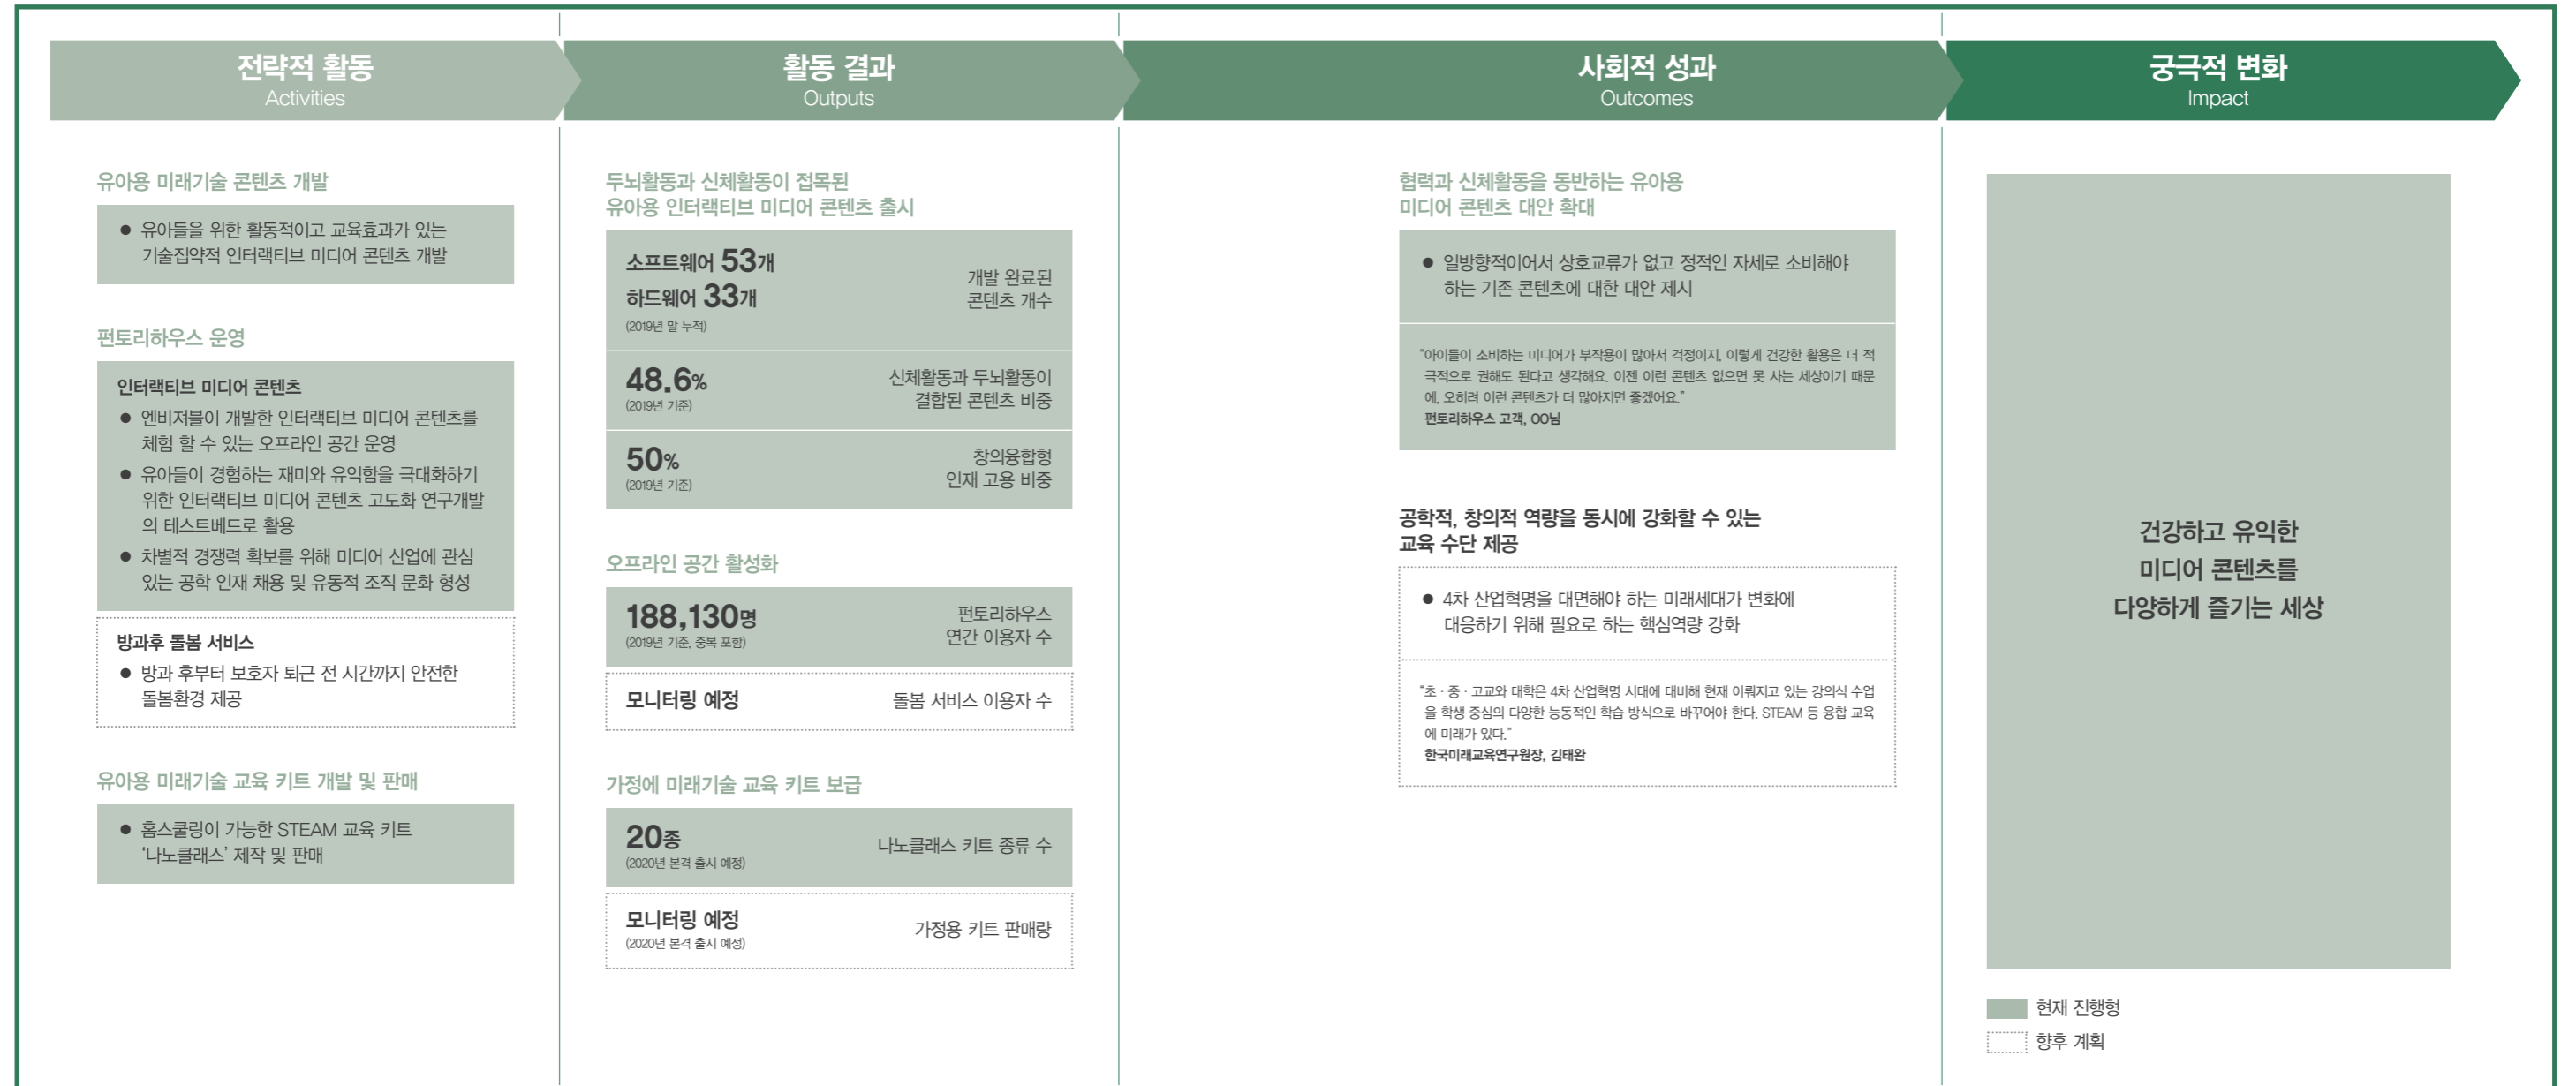 전략적 활동
Activities
유아용 미래기술 콘텐츠 개발
● 유아들을 위한 활동적이고 교육효과가 있는
기술집약적 인터랙티브 미디어 콘텐츠 개발
펀토리하우스 운영
인터랙티브 미디어 콘텐츠
● 엔비져블이 개발한 인터랙티브 미디어 콘텐츠를
체험 할 수 있는 오프라인 공간 운영
● 유아들이 경험하는 재미와 유익함을 극대화하기
위한 인터랙티브 미디어 콘텐츠 고도화 연구개발
의 테스트베드로 활용
● 차별적 경쟁력 확보를 위해 미디어 산업에 관심
있는 공학 인재 채용 및 유동적 조직 문화 형성
방과후 돌봄 서비스
● 방과 후부터 보호자 퇴근 전 시간까지 안전한
돌봄환경 제공
유아용 미래기술 교육 키트 개발 및 판매
● 홈스쿨링이 가능한 STEAM 교육 키트
‘나노클래스’ 제작 및 판매
활동 결과
Outputs
두뇌활동과 신체활동이 접목된
유아용 인터랙티브 미디어 콘텐츠 출시
소프트웨어 53개
하드웨어 33개
(2019년 말 누적)
개발 완료된
콘텐츠 개수
48.6%
(2019년 기준)
신체활동과 두뇌활동이
결합된 콘텐츠 비중
50%
(2019년 기준)
창의융합형
인재 고용 비중
오프라인 공간 활성화
188,130명
(2019년 기준, 중복 포함)
펀토리하우스
연간 이용자 수
모니터링 예정
돌봄 서비스 이용자 수
가정에 미래기술 교육 키트 보급
20종
(2020년 본격 출시 예정)
나노클래스 키트 종류 수
모니터링 예정
(2020년 본격 출시 예정)
가정용 키트 판매량
사회적 성과
Outcomes
협력과 신체활동을 동반하는 유아용
미디어 콘텐츠 대안 확대
● 일방향적이어서 상호교류가 없고 정적인 자세로 소비해야
하는 기존 콘텐츠에 대한 대안 제시
“아이들이 소비하는 미디어가 부작용이 많아서 걱정이지, 이렇게 건강한 활용은 더 적
극적으로 권해도 된다고 생각해요. 이젠 이런 콘텐츠 없으면 못 사는 세상이기 때문
에, 오히려 이런 콘텐츠가 더 많아지면 좋겠어요.”
펀토리하우스 고객, OO님
공학적, 창의적 역량을 동시에 강화할 수 있는
교육 수단 제공
● 4차 산업혁명을 대면해야 하는 미래세대가 변화에
대응하기 위해 필요로 하는 핵심역량 강화
“초 · 중 · 고교와 대학은 4차 산업혁명 시대에 대비해 현재 이뤄지고 있는 강의식 수업
을 학생 중심의 다양한 능동적인 학습 방식으로 바꾸어야 한다. STEAM 등 융합 교육
에 미래가 있다.”
한국미래교육연구원장, 김태완
궁극적 변화
Impact
건강하고 유익한
미디어 콘텐츠를
다양하게 즐기는 세상
현재 진행형
향후 계획